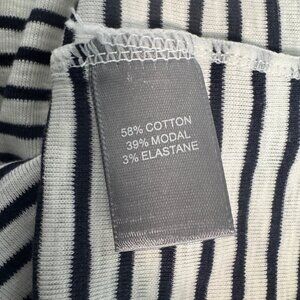 58% COTTON
39% MODAL
3% ELASTANE